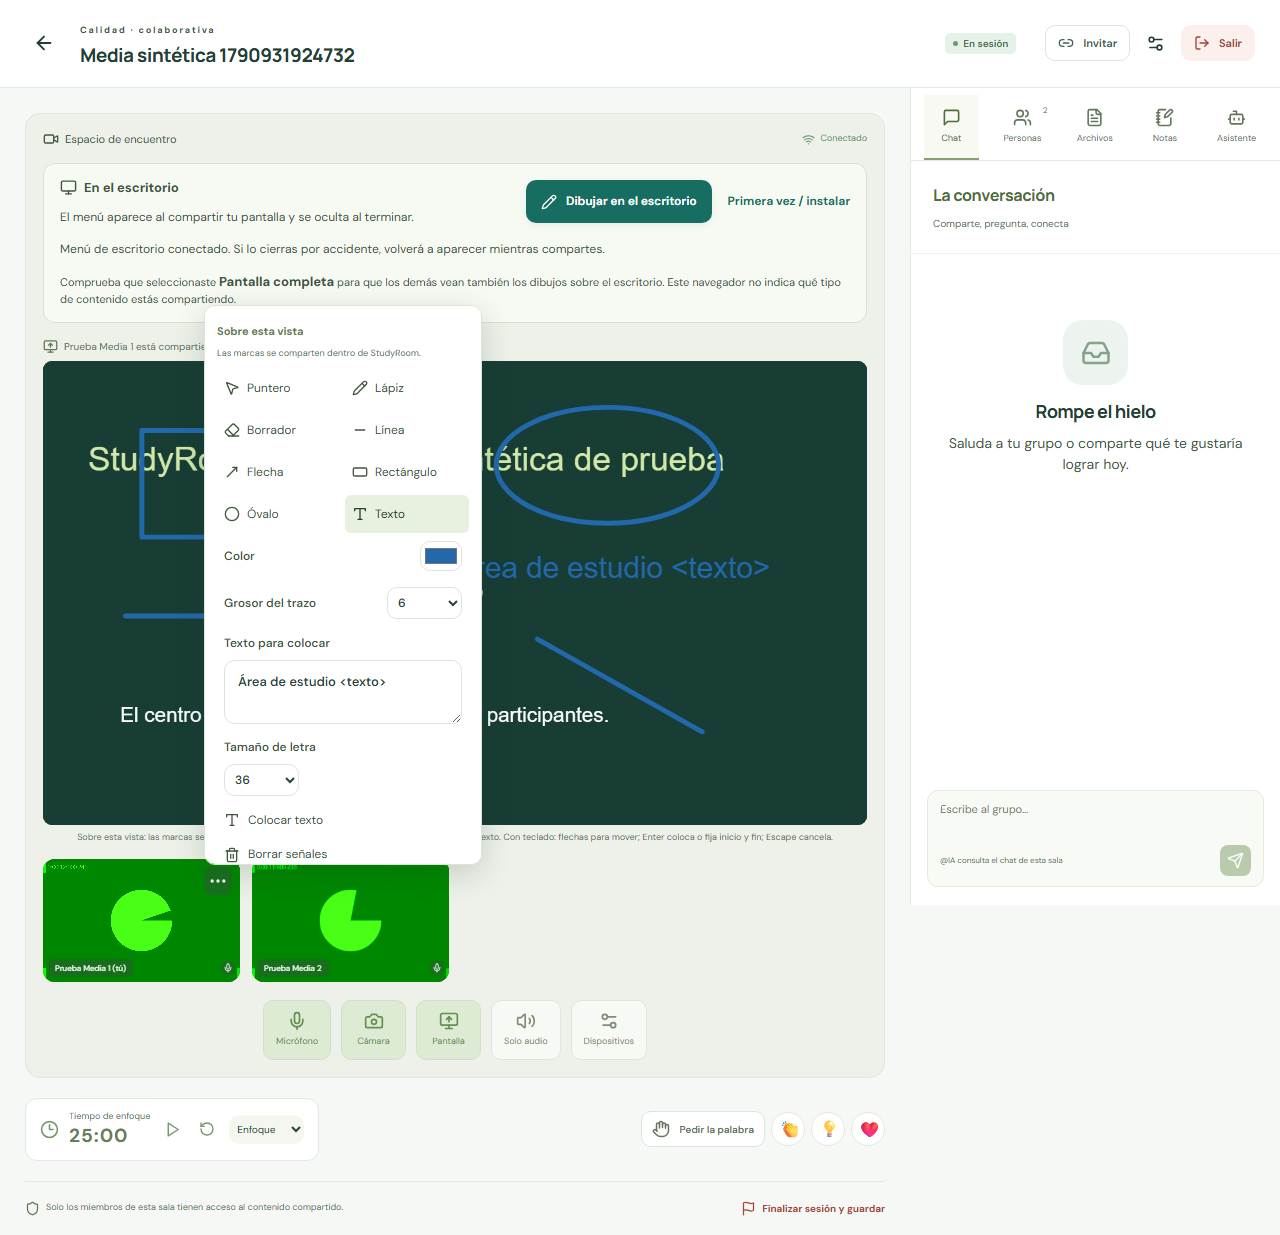 Calidad · colaborativa
Media sintética 1790931924732
En sesión
Invitar
Salir
Espacio de encuentro
Conectado
En el escritorio
El menú aparece al compartir tu pantalla y se oculta al terminar.
Dibujar en el escritorio
Primera vez / instalar
Menú de escritorio conectado. Si lo cierras por accidente, volverá a aparecer mientras compartes.
Comprueba que seleccionaste Pantalla completa para que los demás vean también los dibujos sobre el escritorio. Este navegador no indica qué tipo
de contenido estás compartiendo.
Prueba Media 1 está
Sobre esta vista
Las marcas se comparten dentro de StudyRoom.
Puntero
Lápiz
Borrador
Línea
Flecha
Rectángulo
Óvalo
Texto
Color
Grosor del trazo
6
Texto para colocar
Área de estudio <texto>
Tamaño de letra
36
Colocar texto
Borrar señales
de prueba
de estudio <texto>
El centro
participantes.
Sobre esta vista: las marcas se
Con teclado: flechas para mover; Enter coloca o fija inicio y fin; Escape cancela.
Prueba Media 1 (tú)
Prueba Media 2
Micrófono
Cámara
Pantalla
Solo audio
Dispositivos
Tiempo de enfoque
25:00
Enfoque
Pedir la palabra
Solo los miembros de esta sala tienen acceso al contenido compartido.
Finalizar sesión y guardar
Chat
Personas
2
Archivos
Notas
Asistente
La conversación
Comparte, pregunta, conecta
Rompe el hielo
Saluda a tu grupo o comparte qué te gustaría
lograr hoy.
Escribe al grupo...
@IA consulta el chat de esta sala